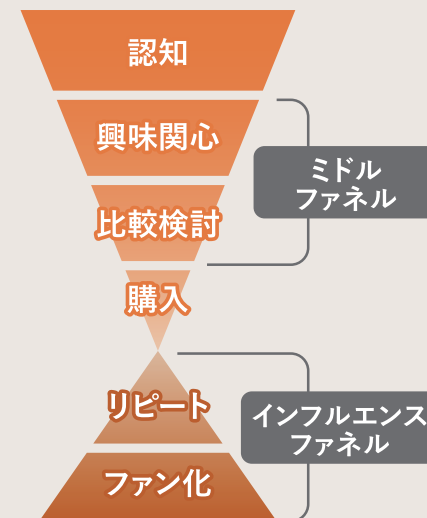 認知
興味関心
ミドル
ファネル
比較検討
購入
リピート
インフルエンス
ファネル
ファン化